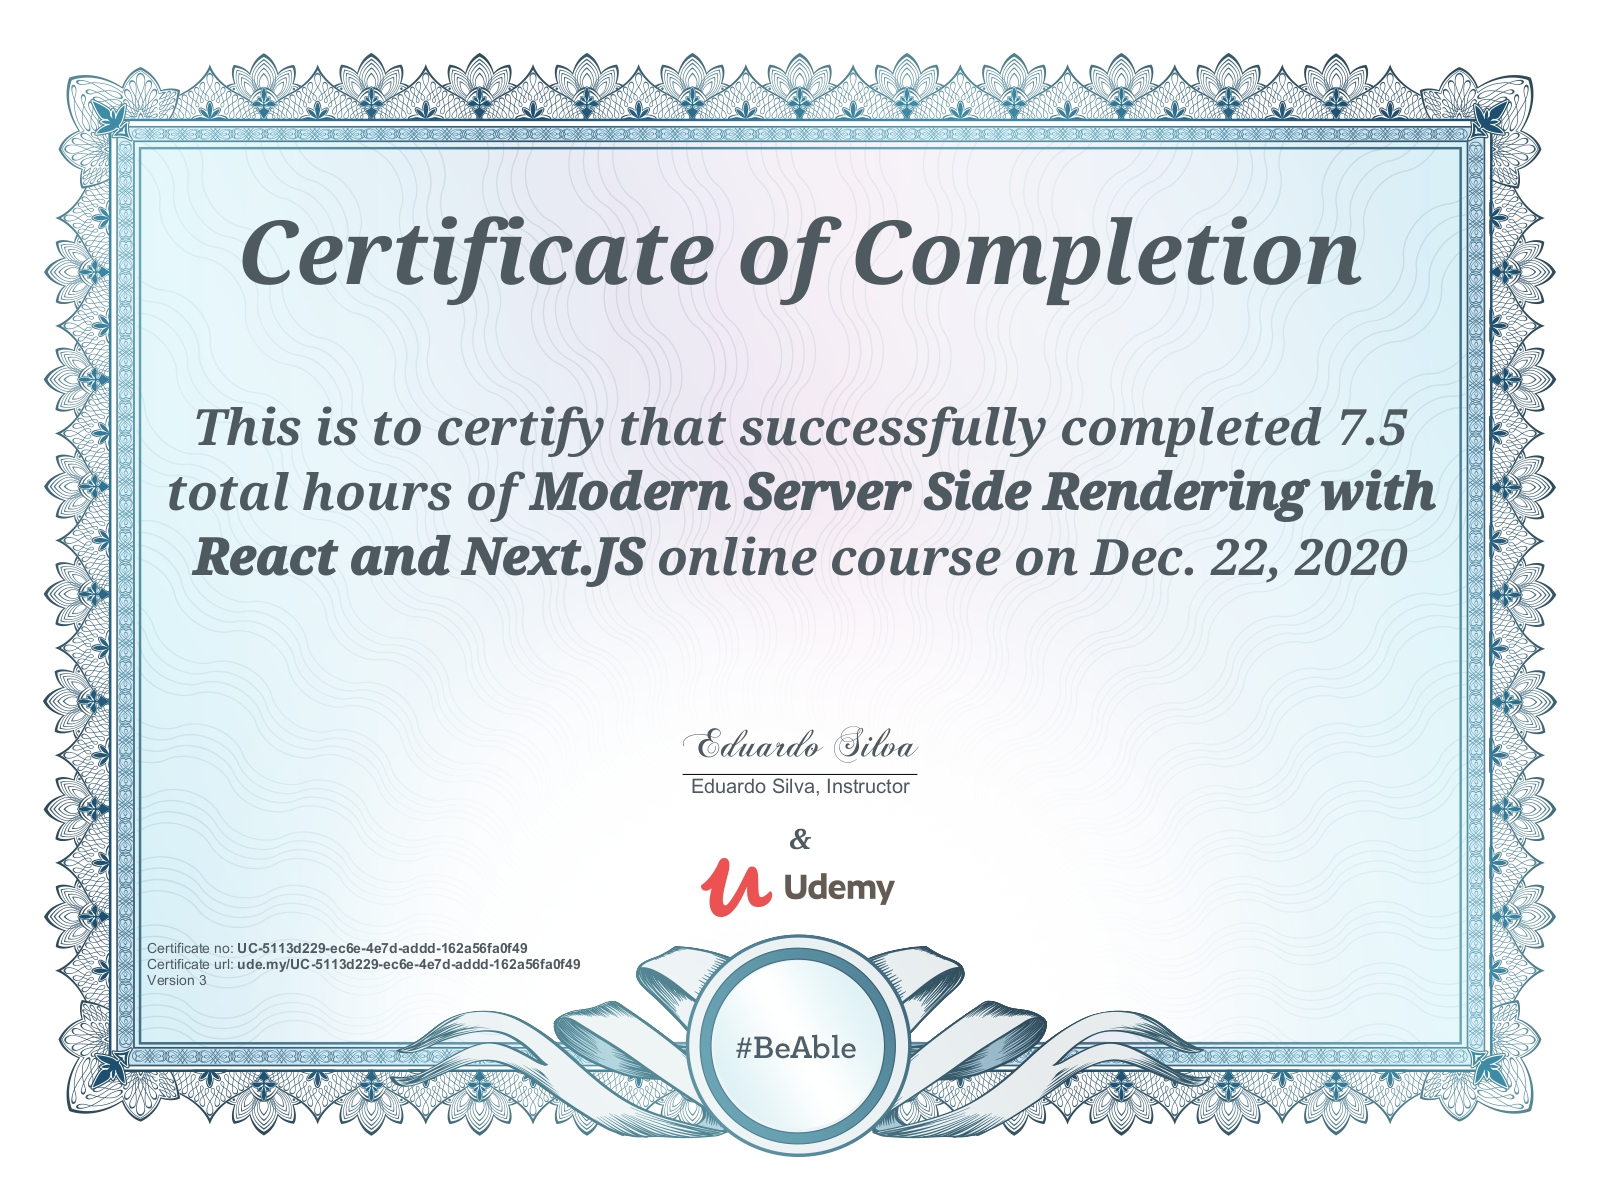 Certificate of Completion
This is to certify that successfully completed 7.5
total hours of Modern Server Side Rendering with
React and Next.JS online course on Dec. 22, 2020
Eduardo Silva
Eduardo Silva, Instructor
&
Udemy
Certificate no: UC-5113d229-ec6e-4e7d-addd-162a56fa0f49
Certificate url: ude.my/UC-5113d229-ec6e-4e7d-addd-162a56fa0f49
Version 3
#BeAble